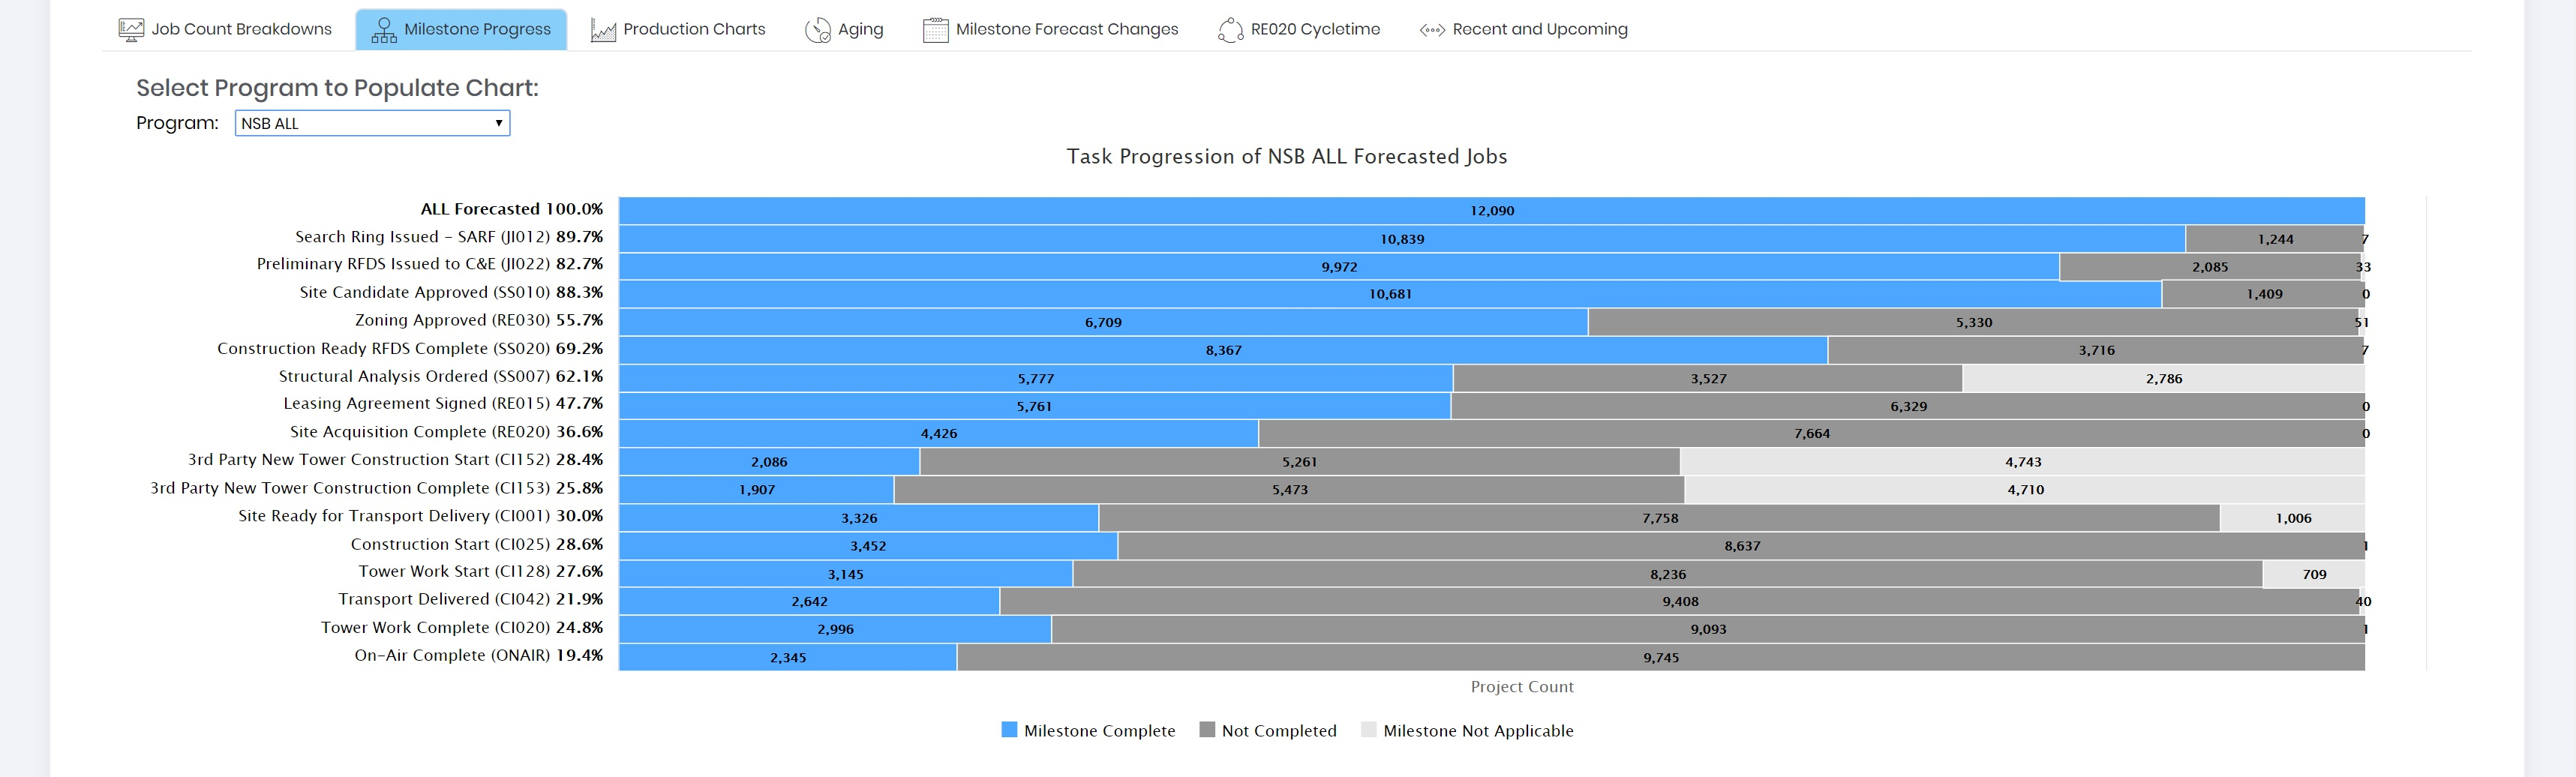 Job Count Breakdowns Milestone Progress Production Charts Aging Milestone Forecast Changes RE020 Cycletime Recent and Upcoming
Select Program to Populate Chart:
Program: NSB ALL
Task Progression of NSB ALL Forecasted Jobs
ALL Forecasted 100.0% 12,090
Search Ring Issued - SARF (JI012) 89.7% 10,839 1,244 7
Preliminary RFDS Issued to C&E (JI022) 82.7% 9,972 2,085 33
Site Candidate Approved (SS010) 88.3% 10,681 1,409 0
Zoning Approved (RE030) 55.7% 6,709 5,330 51
Construction Ready RFDS Complete (SS020) 69.2% 8,367 3,716 7
Structural Analysis Ordered (SS007) 62.1% 5,777 3,527 2,786
Leasing Agreement Signed (RE015) 47.7% 5,761 6,329 0
Site Acquisition Complete (RE020) 36.6% 4,426 7,664 0
3rd Party New Tower Construction Start (CI152) 28.4% 2,086 5,261 4,743
3rd Party New Tower Construction Complete (CI153) 25.8% 1,907 5,473 4,710
Site Ready for Transport Delivery (CI001) 30.0% 3,326 7,758 1,006
Construction Start (CI025) 28.6% 3,452 8,637 1
Tower Work Start (CI128) 27.6% 3,145 8,236 709
Transport Delivered (CI042) 21.9% 2,642 9,408 40
Tower Work Complete (CI020) 24.8% 2,996 9,093 1
On-Air Complete (ONAIR) 19.4% 2,345 9,745
Project Count
Milestone Complete Not Completed Milestone Not Applicable